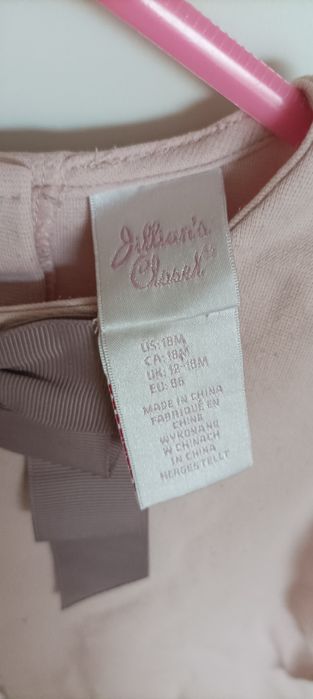 Jillian's
Closet
US: 18M
CA: 18M
UK: 12-18M
EU: 86
MADE IN CHINA
FABRIQUÉ EN
CHINA
WYKONANE
W CHINACH
IN CHINA
HERGESTELLT